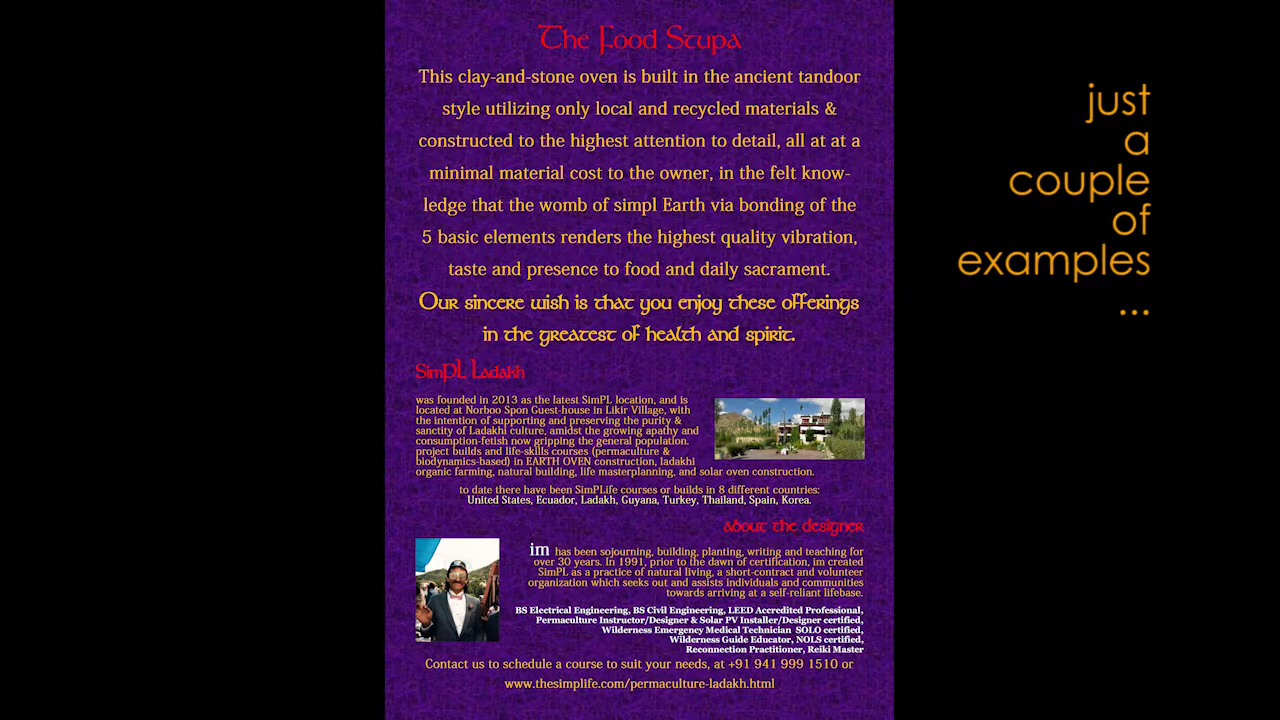 The Food Stupa
This clay-and-stone oven is built in the ancient tandoor
style utilizing only local and recycled materials &
constructed to the highest attention to detail, all at at a
minimal material cost to the owner, in the felt know-
ledge that the womb of simpl Earth via bonding of the
5 basic elements renders the highest quality vibration,
taste and presence to food and daily sacrament.
Our sincere wish is that you enjoy these offerings
in the greatest of health and spirit.
SimPL Ladakh
was founded in 2013 as the latest SimPL location, and is
located at Norboo Spon Guest-house in Likir Village, with
the intention of supporting and preserving the purity &
sanctity of Ladakhi culture, amidst the growing apathy and
consumption-fetish now gripping the general population.
project builds and life-skills courses (permaculture &
biodynamics-based) in EARTH OVEN construction, ladakhi
organic farming, natural building, life masterplanning, and solar oven construction.
to date there have been SimPLife courses or builds in 8 different countries:
United States, Ecuador, Ladakh, Guyana, Turkey, Thailand, Spain, Korea.
about the designer
im has been sojourning, building, planting, writing and teaching for
over 30 years. In 1991, prior to the dawn of certification, im created
SimPL as a practice of natural living, a short-contract and volunteer
organization which seeks out and assists individuals and communities
towards arriving at a self-reliant lifebase.
BS Electrical Engineering, BS Civil Engineering, LEED Accredited Professional,
Permaculture Instructor/Designer & Solar PV Installer/Designer certified,
Wilderness Emergency Medical Technician SOLO certified,
Wilderness Guide Educator, NOLS certified,
Reconnection Practitioner, Reiki Master
Contact us to schedule a course to suit your needs, at +91 941 999 1510 or
www.thesimplife.com/permaculture-ladakh.html
just
a
couple
of
examples
...